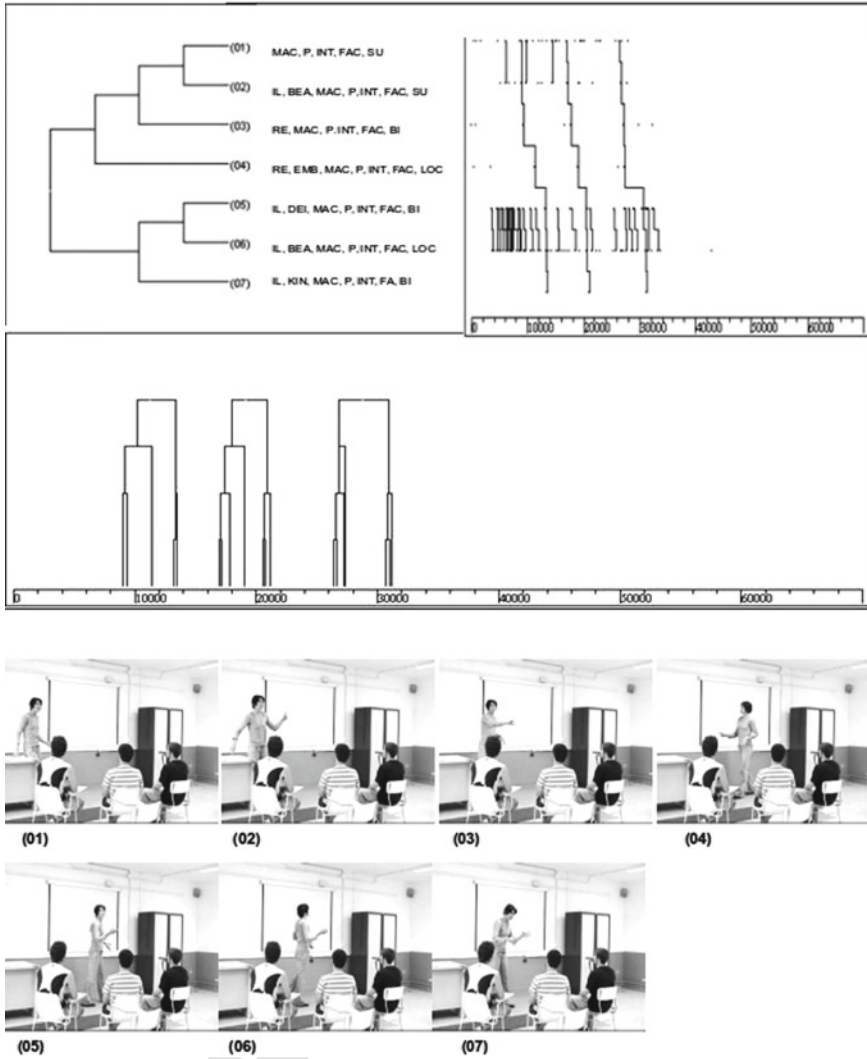 (01) MAC, P, INT, FAC, SU
(02) IL, BEA, MAC, P,INT, FAC, SU
(03) RE, MAC, P.INT, FAC, BI
(04) RE, EMB, MAC, P, INT, FAC, LOC
(05) IL, DEI, MAC, P, INT, FAC, BI
(06) IL, BEA, MAC, P,INT, FAC, LOC
(07) IL, KIN, MAC, P, INT, FA, BI
0 10000 20000 30000 40000 50000 60000
0 10000 20000 30000 40000 50000 60000
(01) (02) (03) (04)
(05) (06) (07)